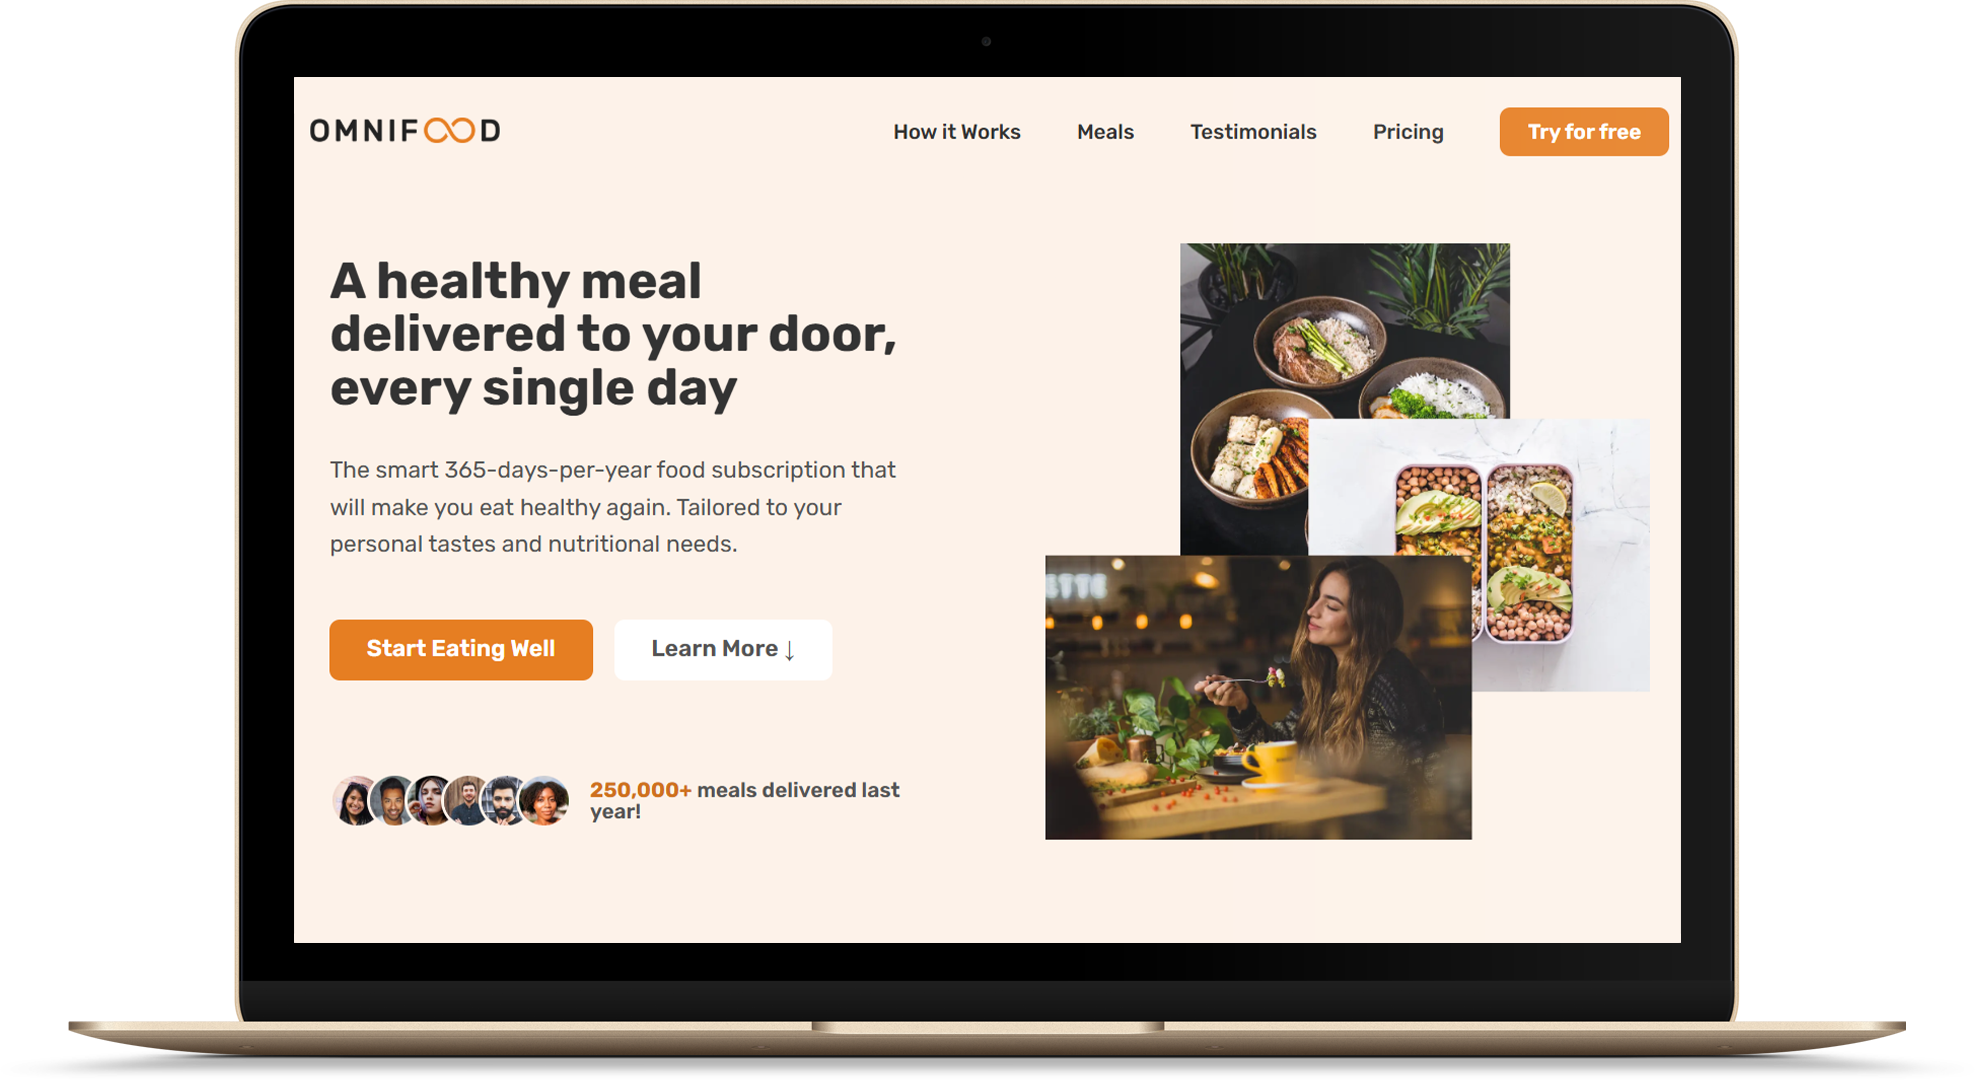 OMNIFOOD
How it Works
Meals
Testimonials
Pricing
Try for free
A healthy meal
delivered to your door,
every single day
The smart 365-days-per-year food subscription that
will make you eat healthy again. Tailored to your
personal tastes and nutritional needs.
Start Eating Well
Learn More ↓
250,000+ meals delivered last
year!
ETTE